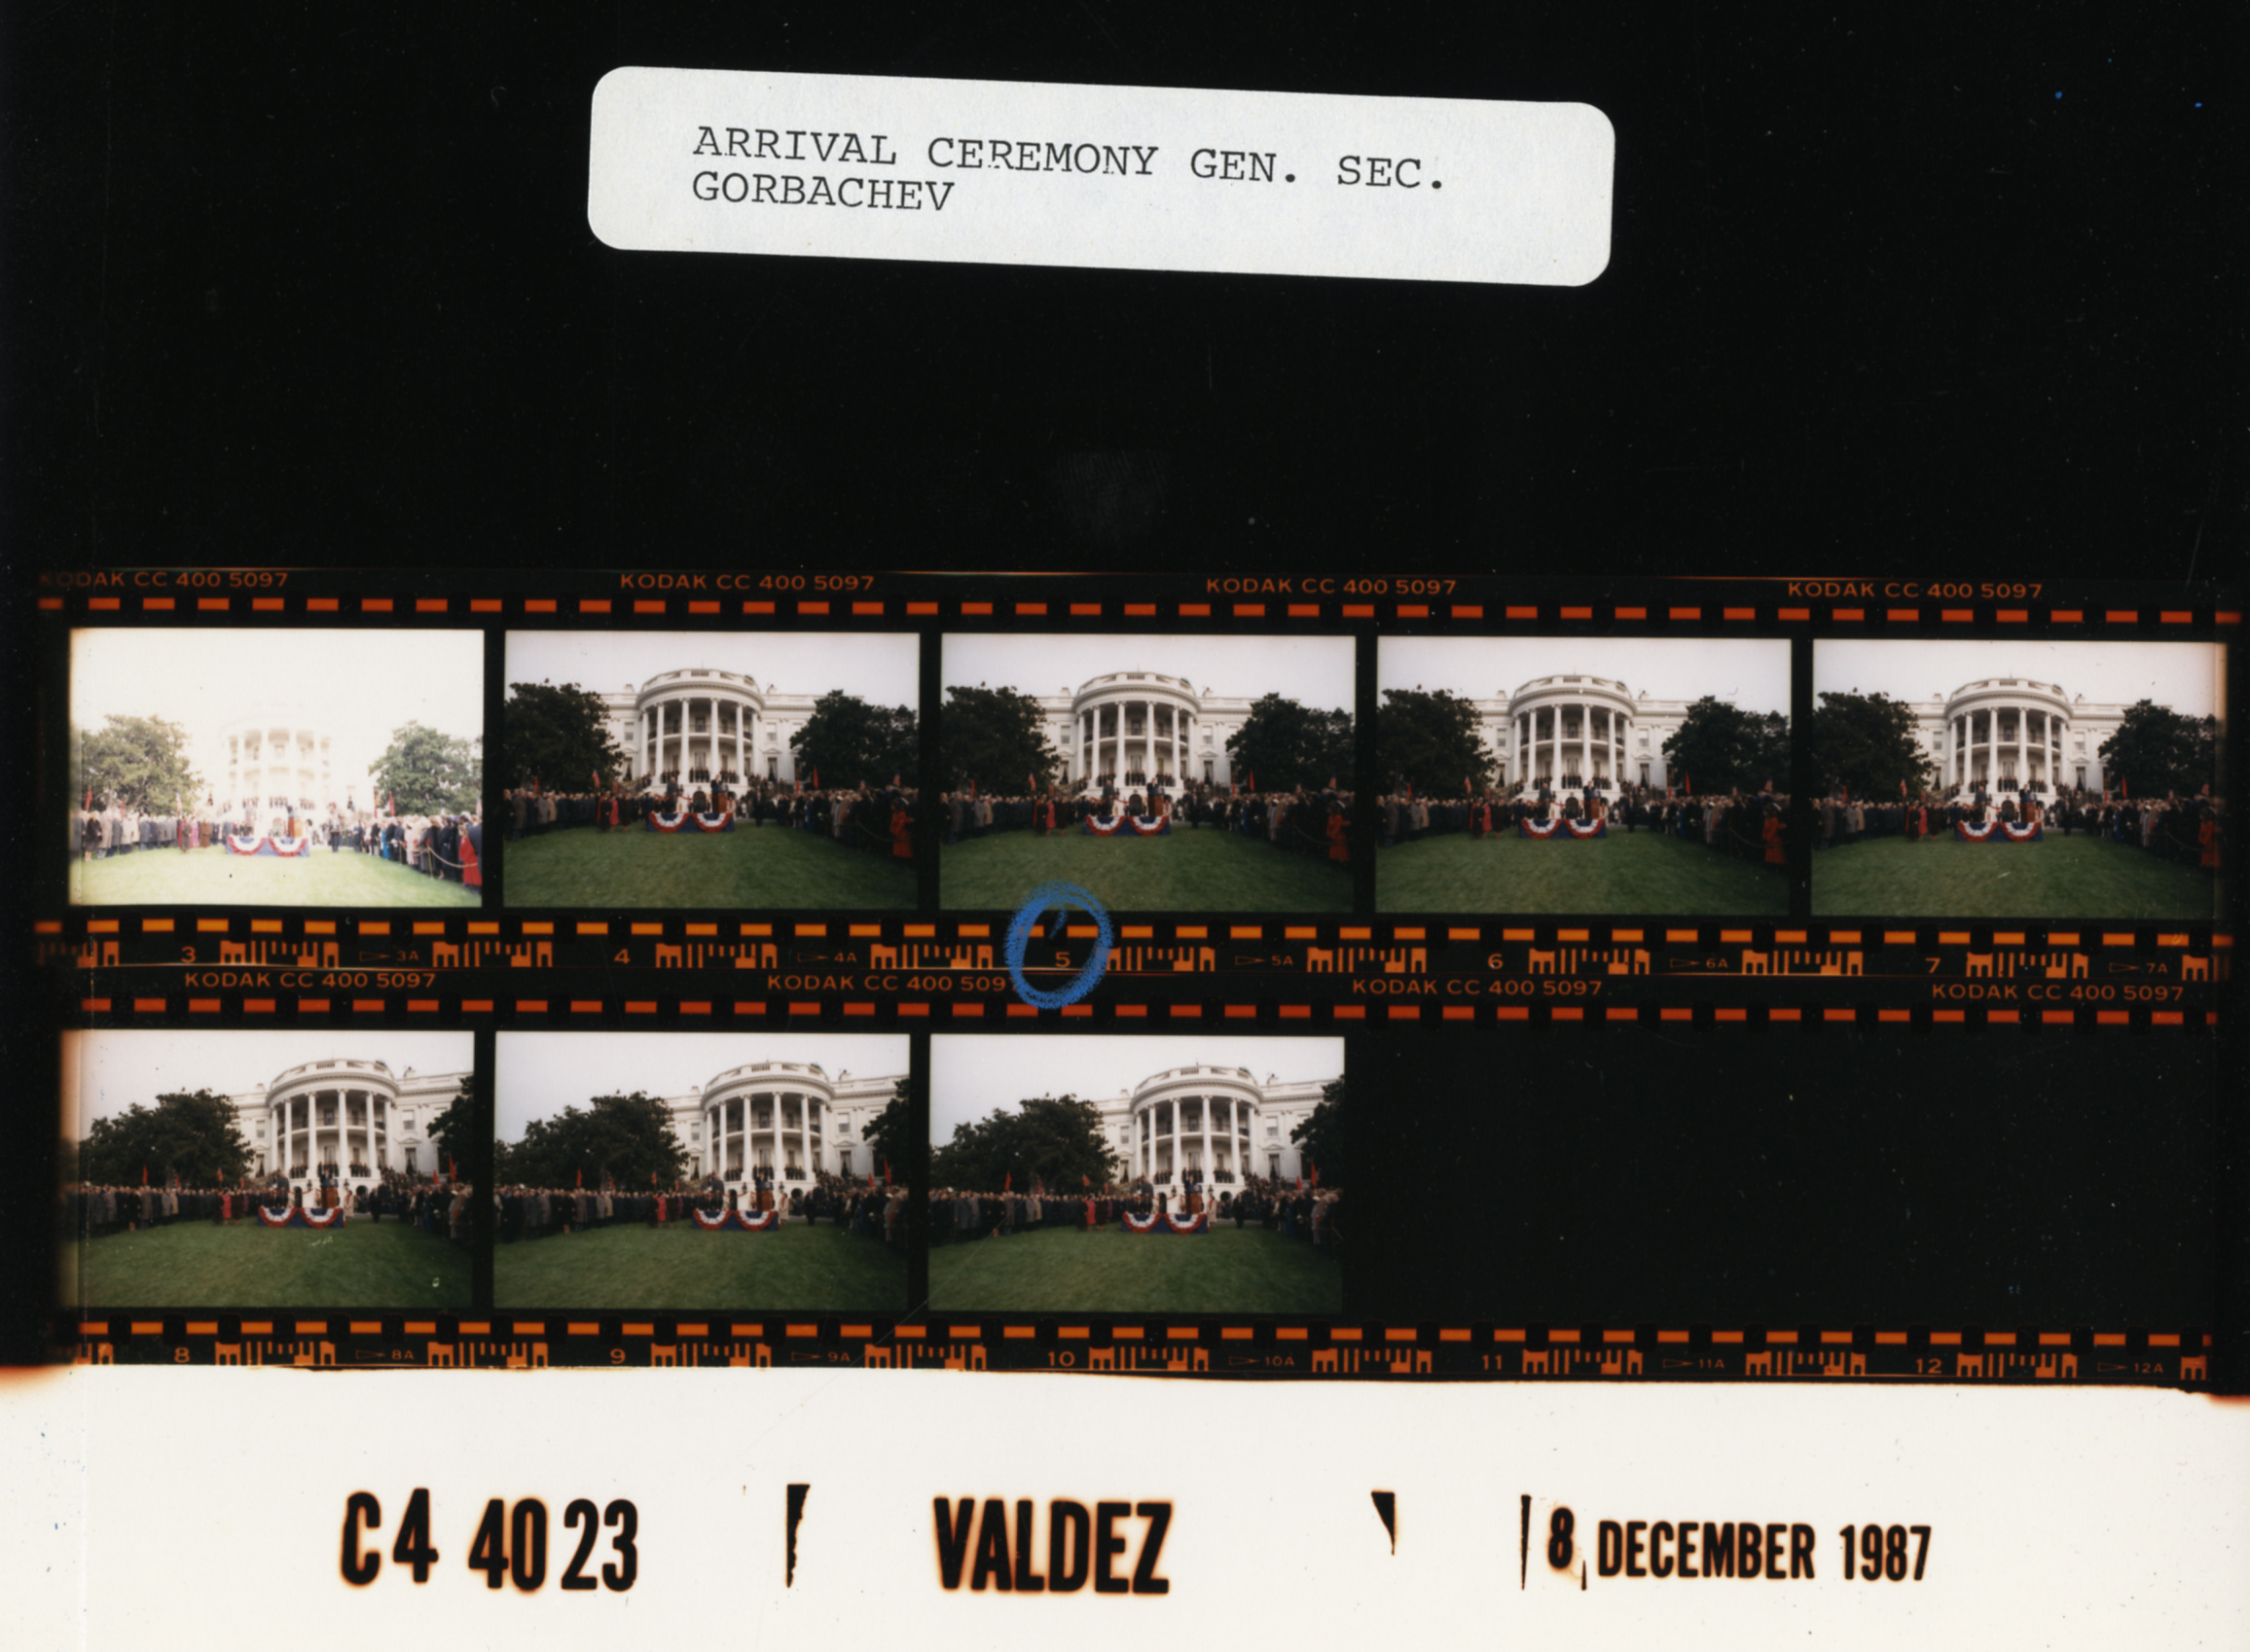 ARRIVAL CEREMONY GEN. SEC.
GORBACHEV
KODAK CC 400 5097 KODAK CC 400 5097 KODAK CC 400 5097 KODAK CC 400 5097
3 3A 4 4A 5 5A 6 6A 7 7A
KODAK CC 400 5097 KODAK CC 400 5097 KODAK CC 400 5097 KODAK CC 400 5097
8 8A 9 9A 10 10A 11 11A 12 12A
C4 4023 VALDEZ 8 DECEMBER 1987